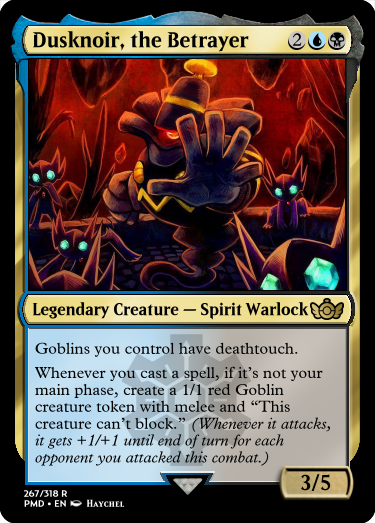 Dusknoir, the Betrayer 2
Legendary Creature — Spirit Warlock
Goblins you control have deathtouch.
Whenever you cast a spell, if it's not your
main phase, create a 1/1 red Goblin
creature token with melee and “This
creature can't block.” (Whenever it attacks,
it gets +1/+1 until end of turn for each
opponent you attacked this combat.)
3/5
267/318 R
PMD • EN Haychel